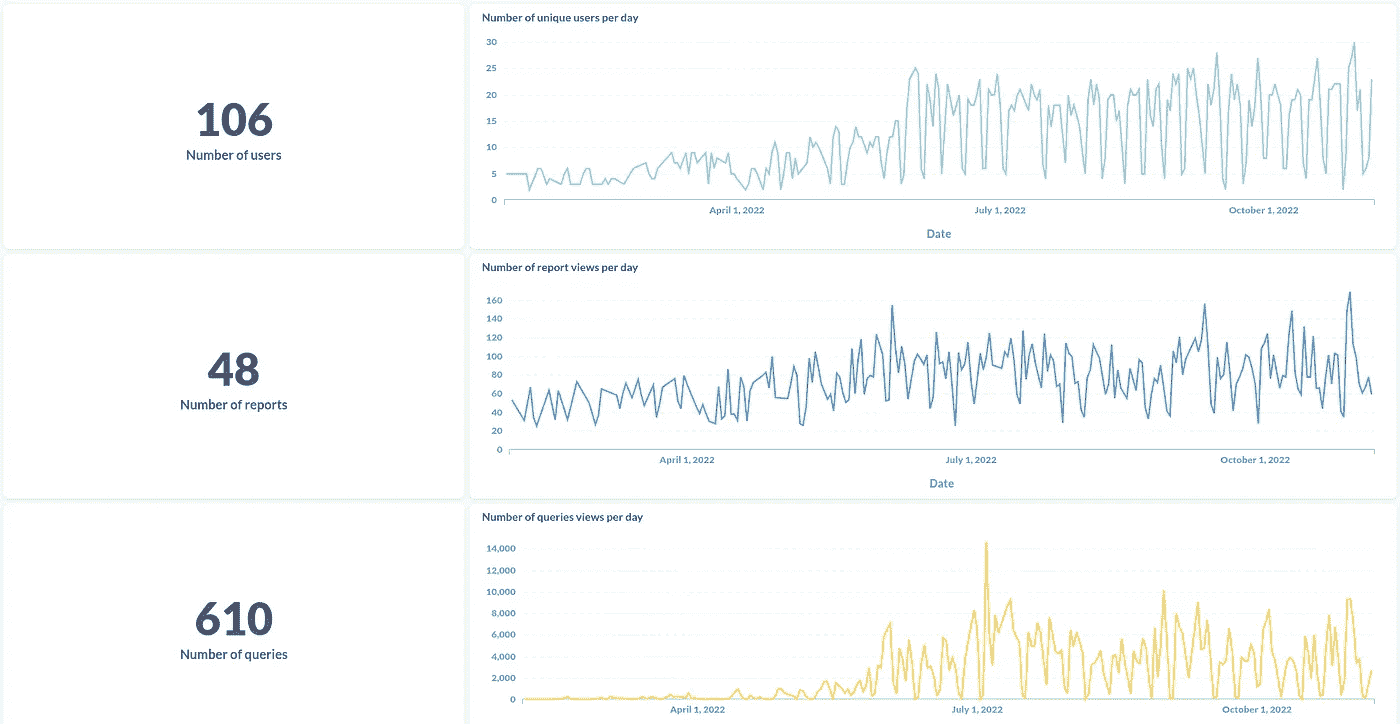 106
Number of users
Number of unique users per day
30
25
20
15
10
5
0
April 1, 2022 July 1, 2022 October 1, 2022
Date
48
Number of reports
Number of report views per day
160
140
120
100
80
60
40
20
0
April 1, 2022 July 1, 2022 October 1, 2022
Date
610
Number of queries
Number of queries views per day
14,000
12,000
10,000
8,000
6,000
4,000
2,000
0
April 1, 2022 July 1, 2022 October 1, 2022